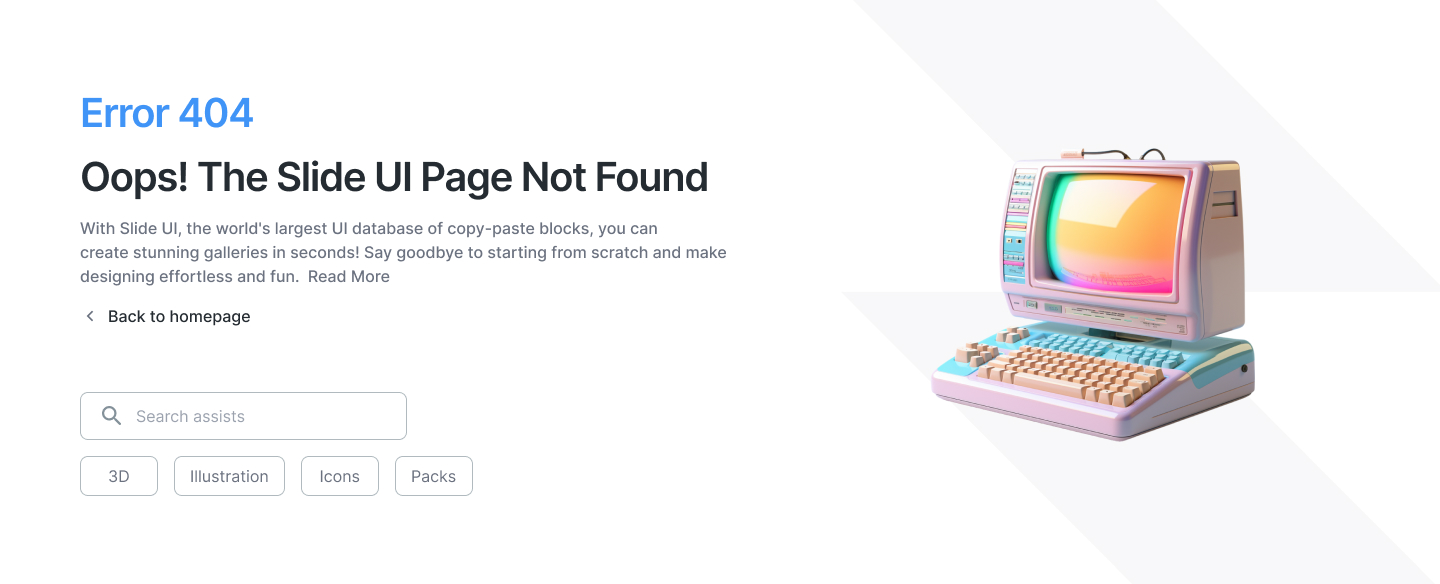 Error 404
Oops! The Slide UI Page Not Found
With Slide UI, the world's largest UI database of copy-paste blocks, you can
create stunning galleries in seconds! Say goodbye to starting from scratch and make
designing effortless and fun.  Read More
Back to homepage
Search assists
3D
Illustration
Icons
Packs